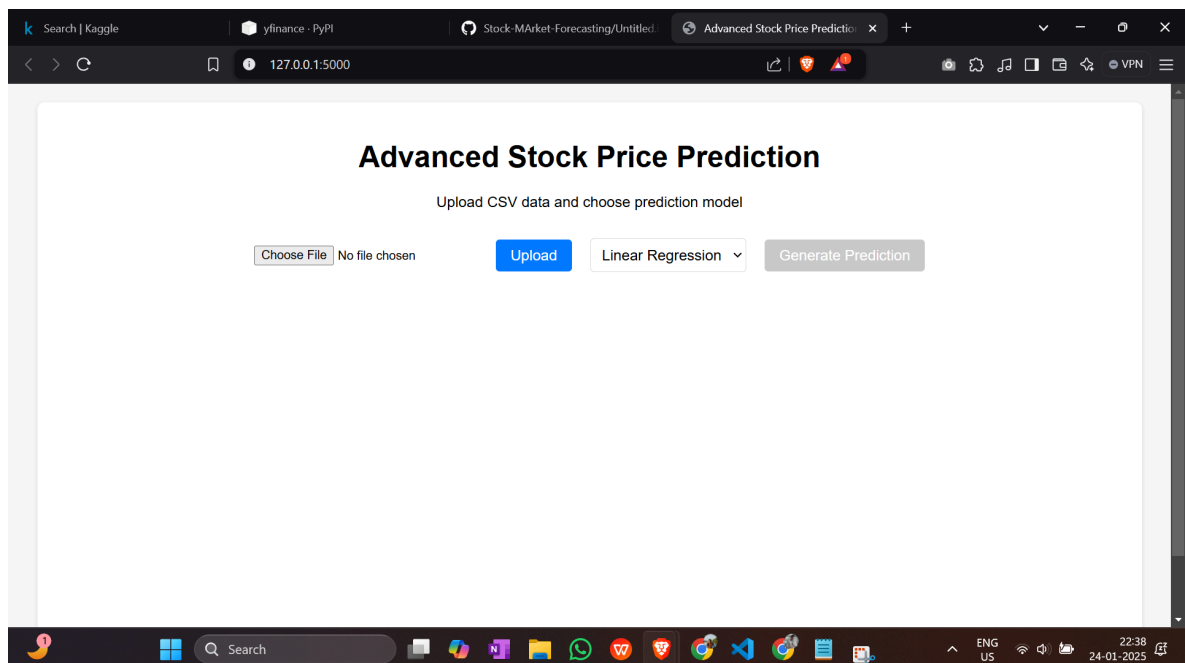 Search | Kaggle
yfinance · PyPI
Stock-MArket-Forecasting/Untitled.
Advanced Stock Price Prediction
127.0.0.1:5000
1
VPN
Advanced Stock Price Prediction
Upload CSV data and choose prediction model
Choose File No file chosen
Upload
Linear Regression
Generate Prediction
1
Search
ENG
US
22:38
24-01-2025